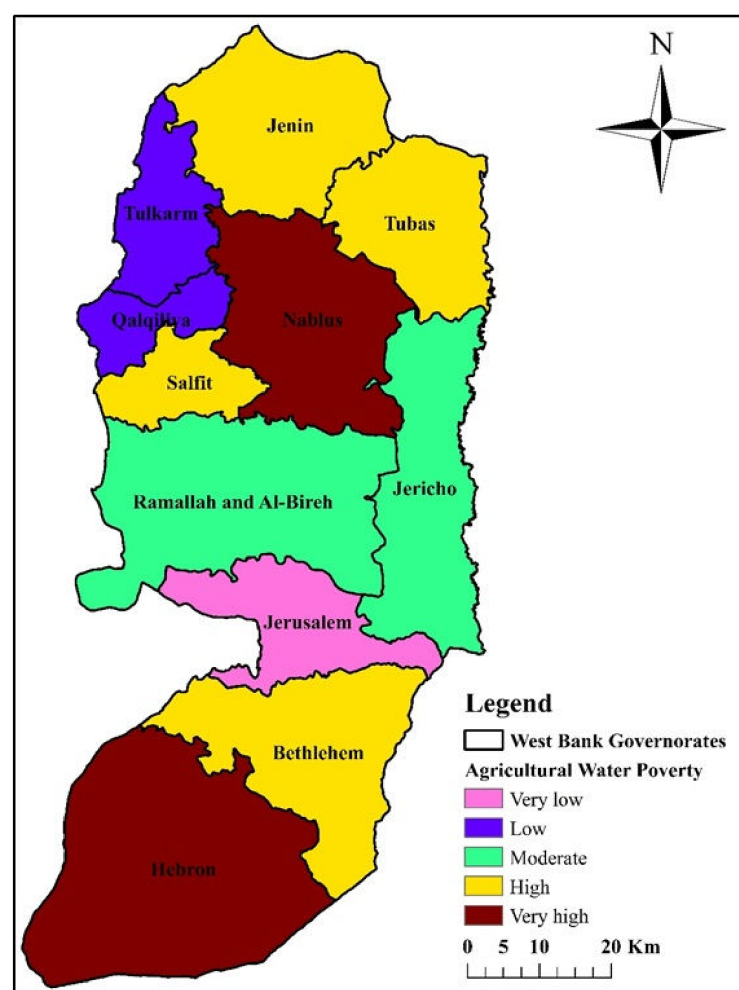 N
Jenin
Tulkarm
Tubas
Qalqiliya
Nablus
Salfit
Jericho
Ramallah and Al-Bireh
Jerusalem
Legend
West Bank Governorates
Bethlehem
Agricultural Water Poverty
Very low
Low
Moderate
Hebron
High
Very high
0 5 10 20 Km